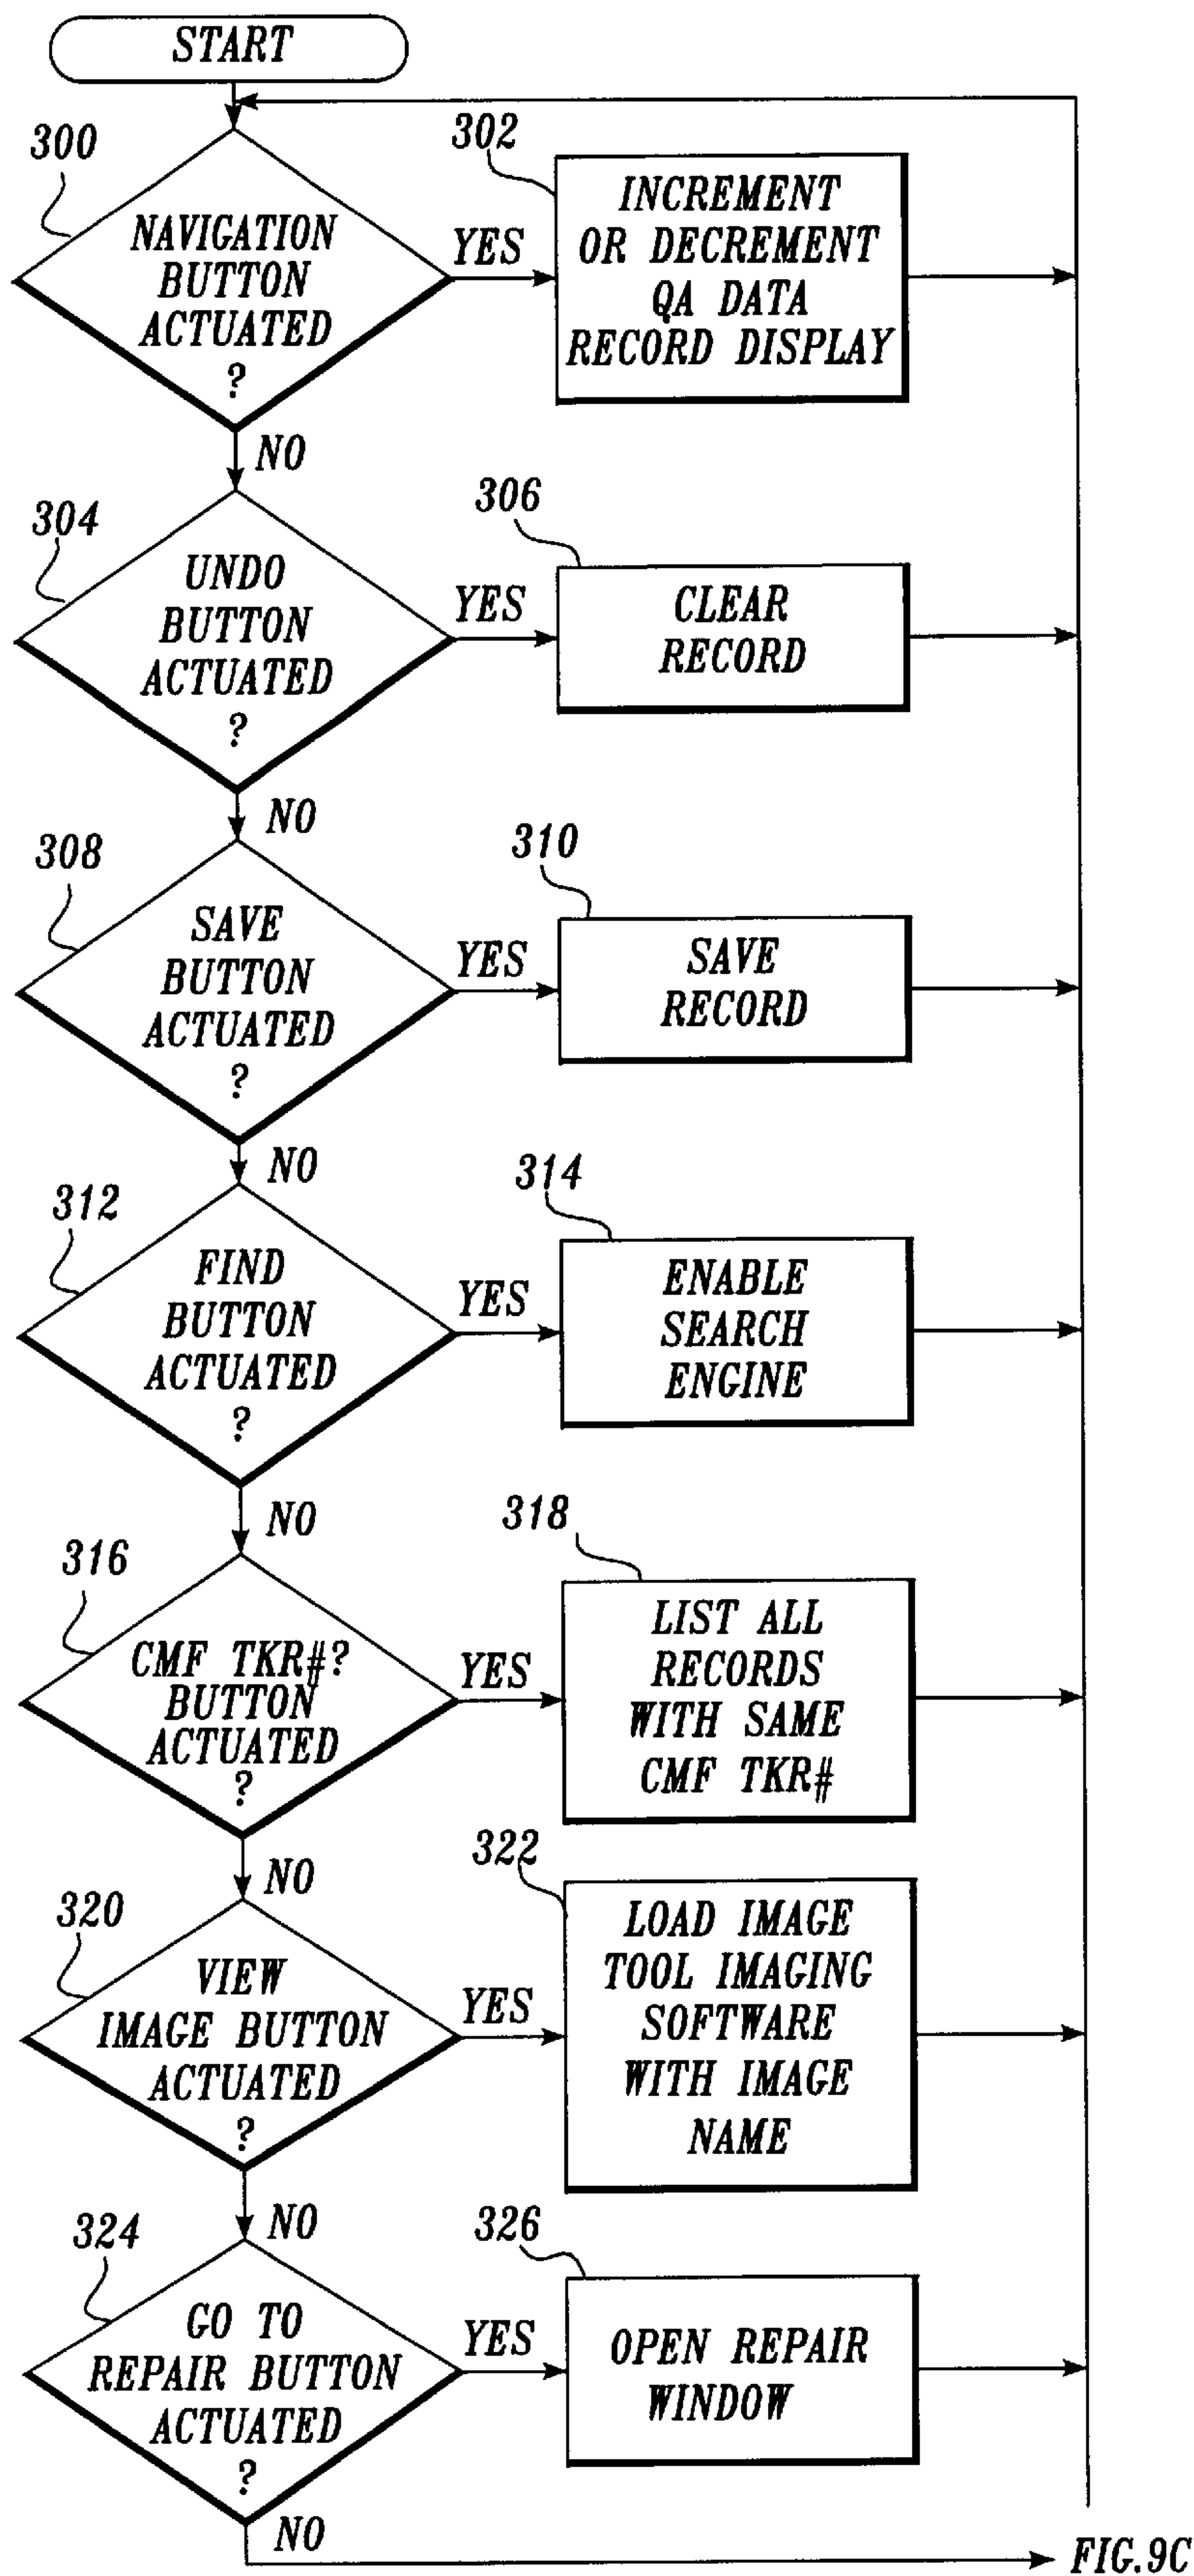 START
300
NAVIGATION
BUTTON
ACTUATED
?
YES
302
INCREMENT
OR DECREMENT
QA DATA
RECORD DISPLAY
NO
304
UNDO
BUTTON
ACTUATED
?
YES
306
CLEAR
RECORD
NO
308
SAVE
BUTTON
ACTUATED
?
YES
310
SAVE
RECORD
NO
312
FIND
BUTTON
ACTUATED
?
YES
314
ENABLE
SEARCH
ENGINE
NO
316
CMF TKR#?
BUTTON
ACTUATED
?
YES
318
LIST ALL
RECORDS
WITH SAME
CMF TKR#
NO
320
VIEW
IMAGE BUTTON
ACTUATED
?
YES
322
LOAD IMAGE
TOOL IMAGING
SOFTWARE
WITH IMAGE
NAME
NO
324
GO TO
REPAIR BUTTON
ACTUATED
?
YES
326
OPEN REPAIR
WINDOW
NO
FIG.9C